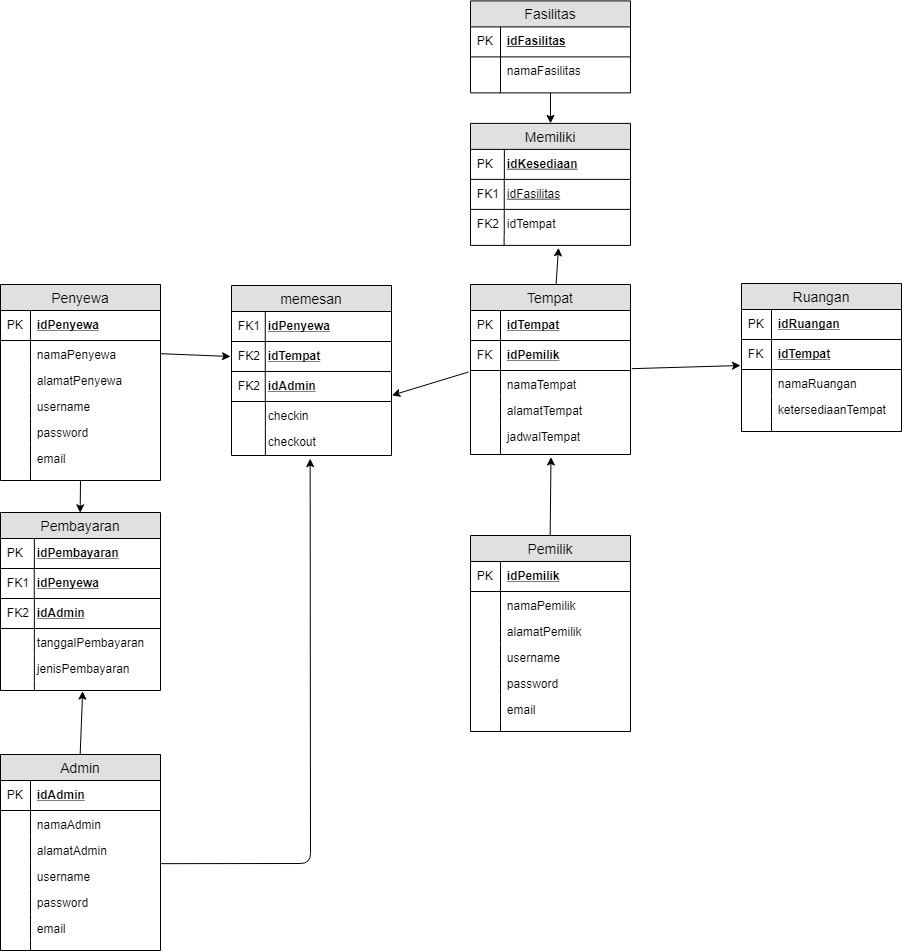 Fasilitas
PK idFasilitas
namaFasilitas
Memiliki
PK idKesediaan
FK1 idFasilitas
FK2 idTempat
Penyewa
PK idPenyewa
namaPenyewa
alamatPenyewa
username
password
email
memesan
FK1 idPenyewa
FK2 idTempat
FK2 idAdmin
checkin
checkout
Tempat
PK idTempat
FK idPemilik
namaTempat
alamatTempat
jadwalTempat
Ruangan
PK idRuangan
FK idTempat
namaRuangan
ketersediaanTempat
Pembayaran
PK idPembayaran
FK1 idPenyewa
FK2 idAdmin
tanggalPembayaran
jenisPembayaran
Pemilik
PK idPemilik
namaPemilik
alamatPemilik
username
password
email
Admin
PK idAdmin
namaAdmin
alamatAdmin
username
password
email